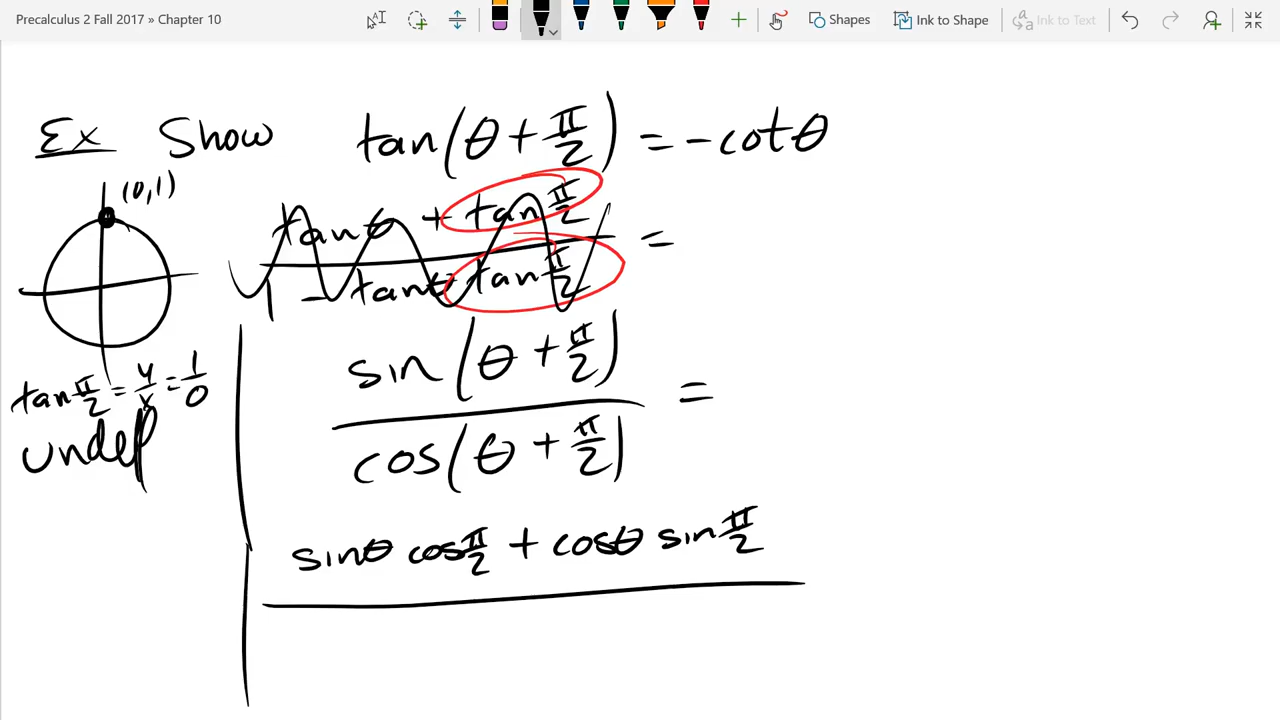 Precalculus 2 Fall 2017 » Chapter 10
Shapes
Ink to Shape
Ink to Text
Ex Show tan(θ + π/2) = -cotθ
(0,1)
tanθ + tan π/2 / 1 - tanθ tan π/2 =
sin(θ + π/2) / cos(θ + π/2) =
tan π/2 = y/x = 1/0
undef
sinθ cos π/2 + cosθ sin π/2